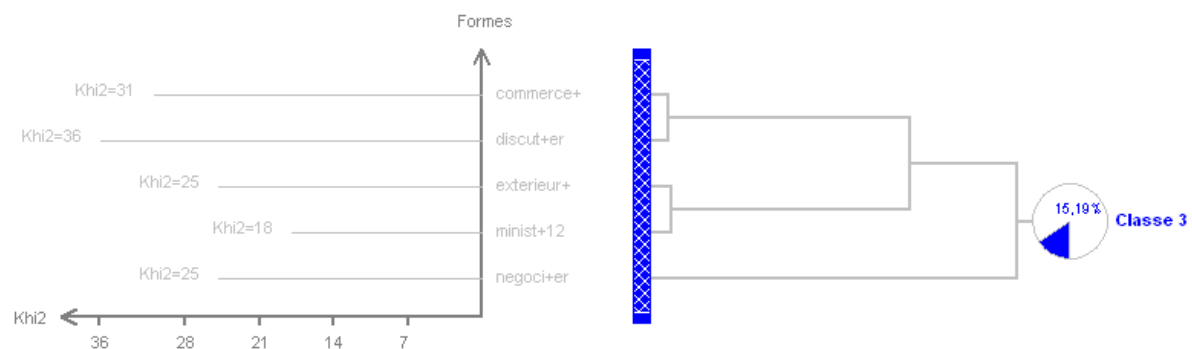 Formes
Khi2=31 commerce+
Khi2=36 discut+er
Khi2=25 exterieur+
Khi2=18 minist+12
Khi2=25 negoci+er
Khi2
36 28 21 14 7
15,19%
Classe 3